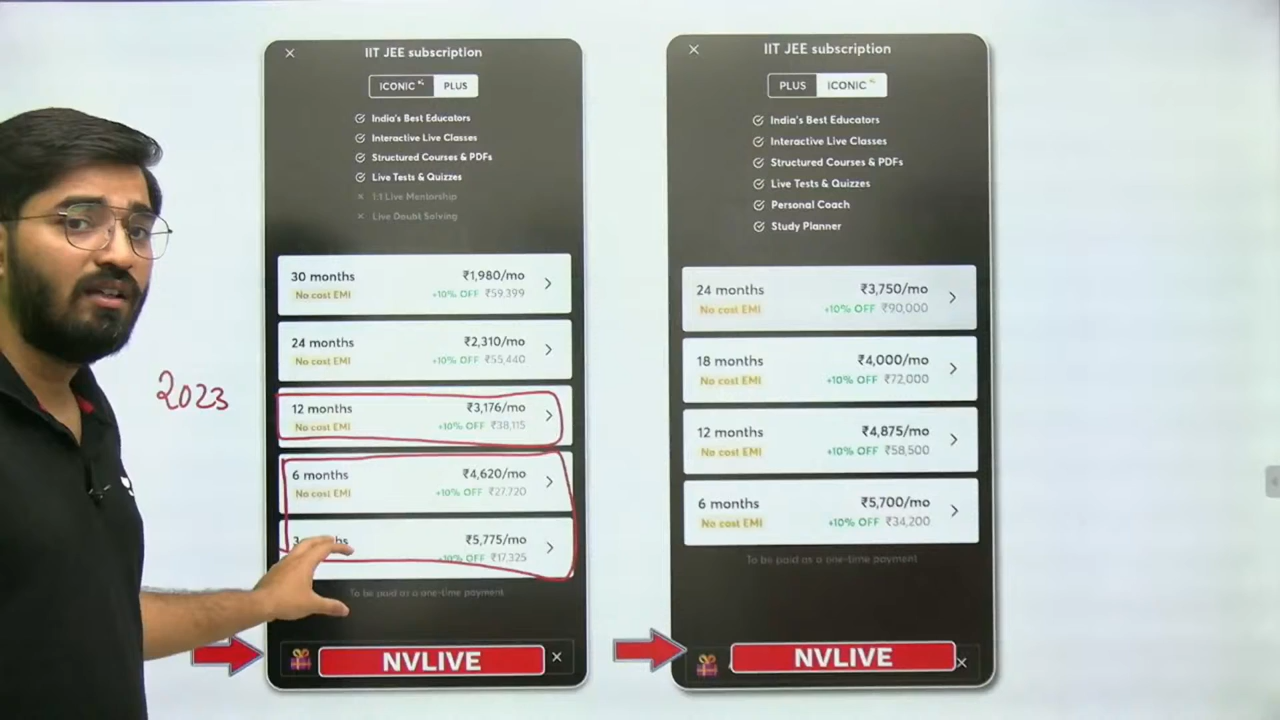 IIT JEE subscription
ICONIC PLUS
India's Best Educators
Interactive Live Classes
Structured Courses & PDFs
Live Tests & Quizzes
1:1 Live Mentorship
Live Doubt Solving
30 months ₹1,980/mo
No cost EMI +10% OFF ₹59,399
24 months ₹2,310/mo
No cost EMI +10% OFF ₹55,440
12 months ₹3,176/mo
No cost EMI +10% OFF ₹38,115
6 months ₹4,620/mo
No cost EMI +10% OFF ₹27,720
₹5,775/mo
+10% OFF ₹17,325
To be paid as a one-time payment
NVLIVE
2023
IIT JEE subscription
PLUS ICONIC
India's Best Educators
Interactive Live Classes
Structured Courses & PDFs
Live Tests & Quizzes
Personal Coach
Study Planner
24 months ₹3,750/mo
No cost EMI +10% OFF ₹90,000
18 months ₹4,000/mo
No cost EMI +10% OFF ₹72,000
12 months ₹4,875/mo
No cost EMI +10% OFF ₹58,500
6 months ₹5,700/mo
No cost EMI +10% OFF ₹34,200
To be paid as a one-time payment
NVLIVE